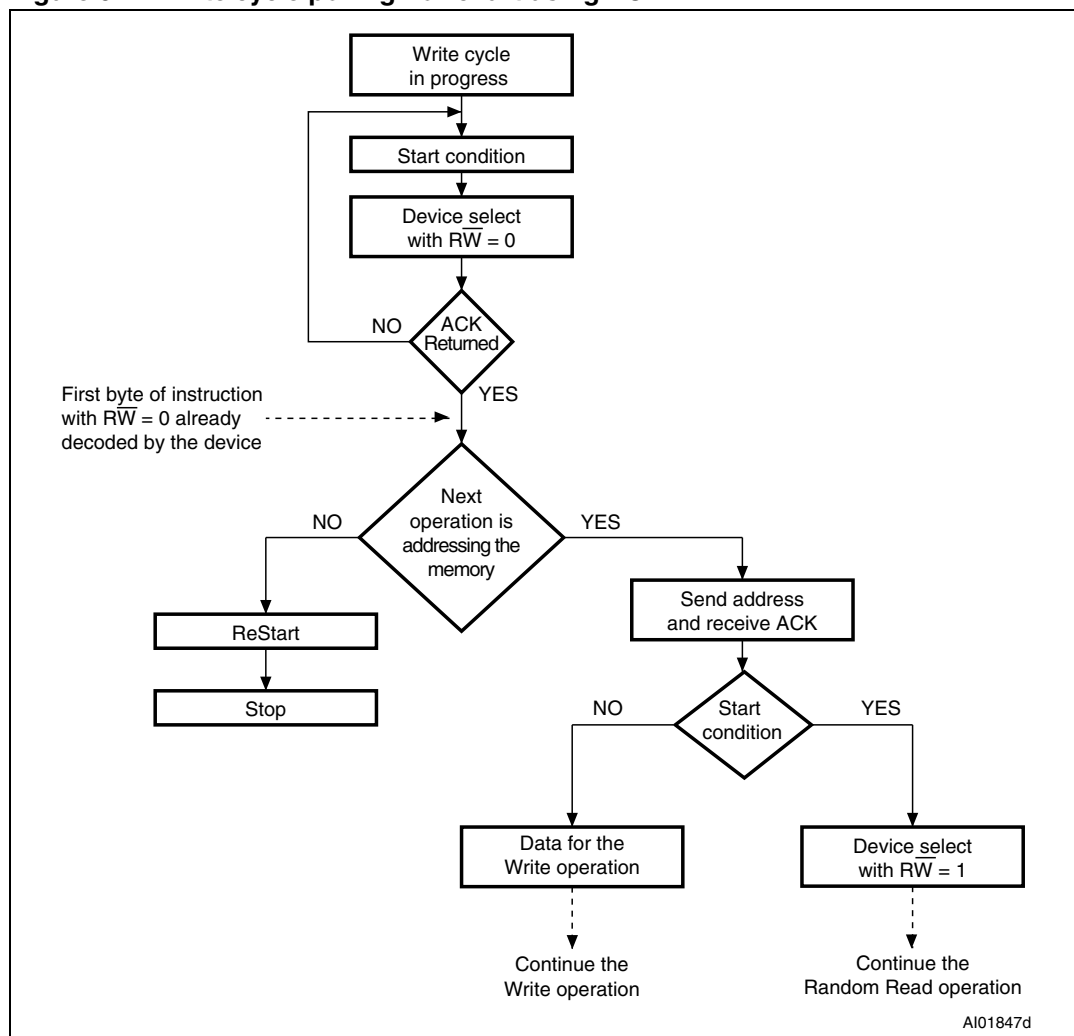 Write cycle
in progress
Start condition
Device select
with RW̅ = 0
NO
ACK
Returned
YES
First byte of instruction
with RW̅ = 0 already
decoded by the device
Next
operation is
addressing the
memory
NO
YES
Send address
and receive ACK
ReStart
Stop
NO
Start
condition
YES
Data for the
Write operation
Device select
with RW̅ = 1
Continue the
Write operation
Continue the
Random Read operation
AI01847d